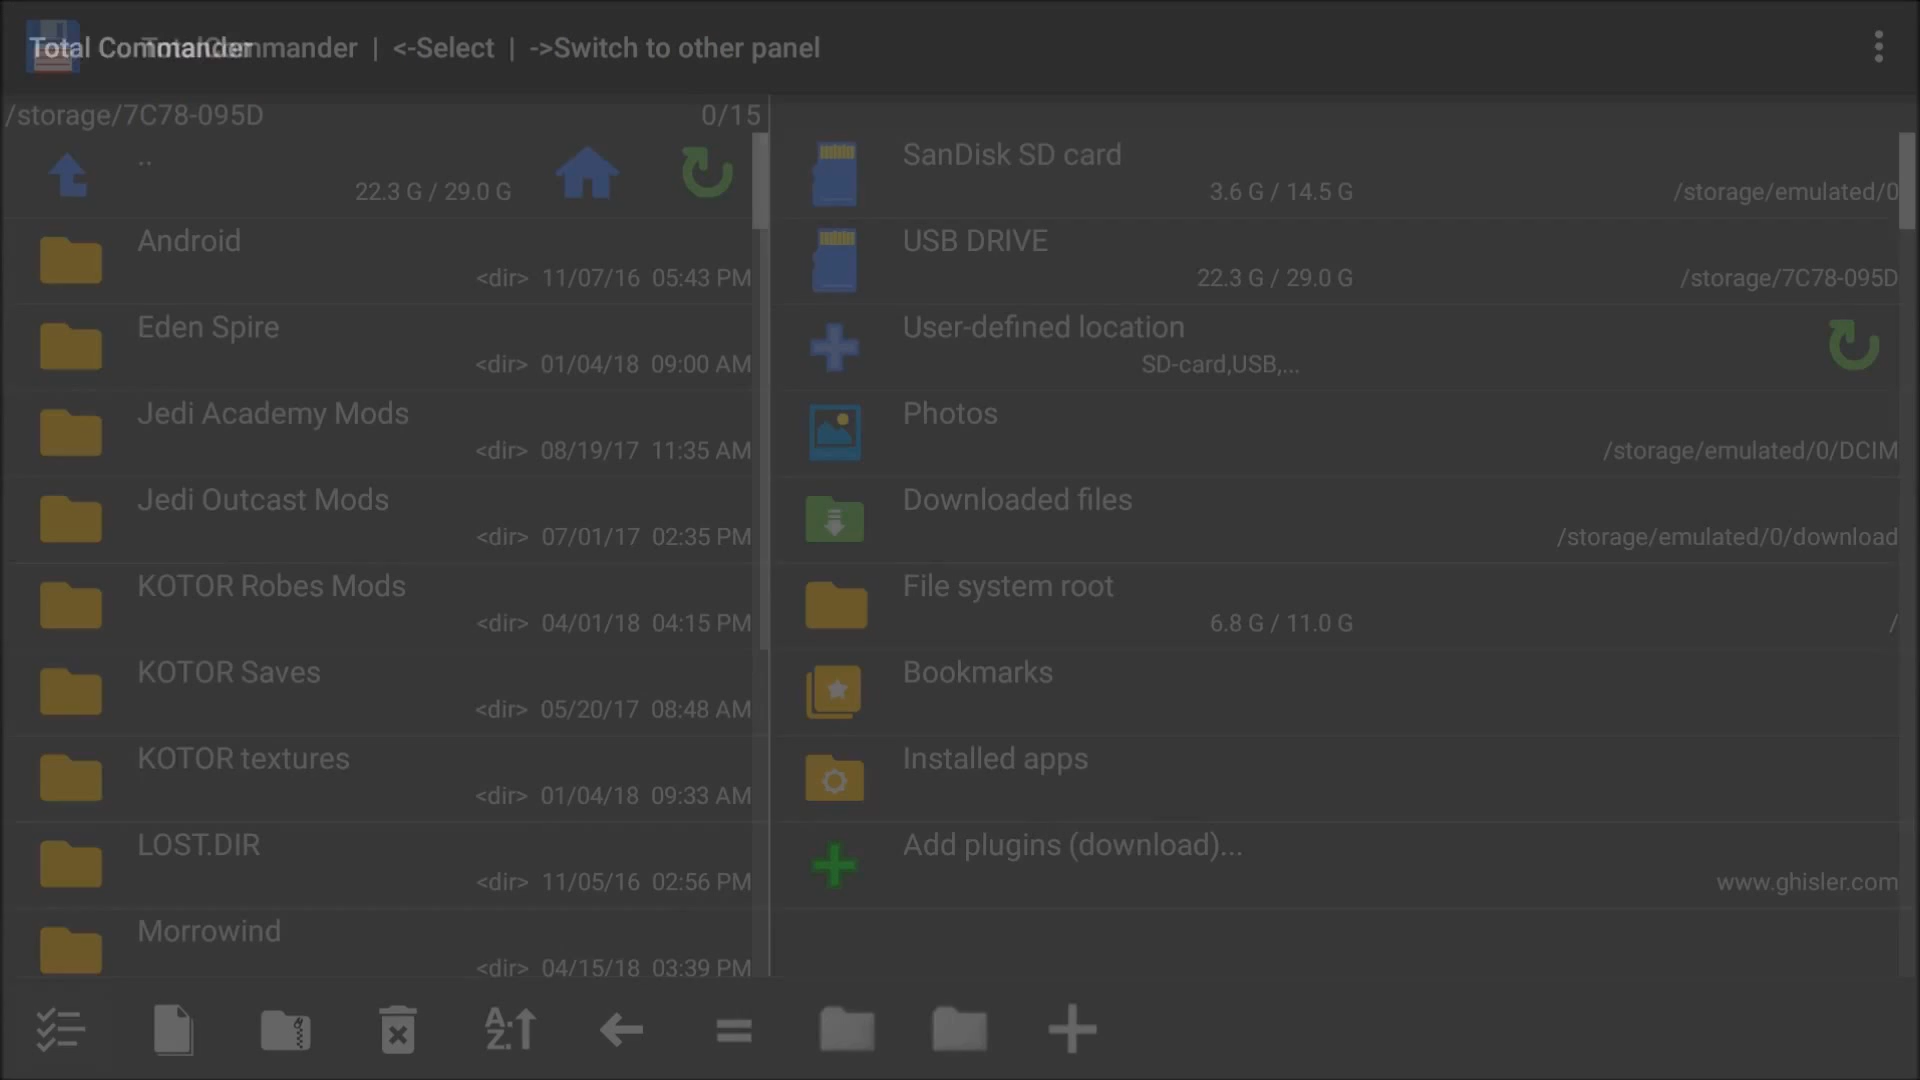 Total Commander
Total Commander | <-Select | ->Switch to other panel
/storage/7C78-095D 0/15
..
22.3 G / 29.0 G
Android
<dir> 11/07/16 05:43 PM
Eden Spire
<dir> 01/04/18 09:00 AM
Jedi Academy Mods
<dir> 08/19/17 11:35 AM
Jedi Outcast Mods
<dir> 07/01/17 02:35 PM
KOTOR Robes Mods
<dir> 04/01/18 04:15 PM
KOTOR Saves
<dir> 05/20/17 08:48 AM
KOTOR textures
<dir> 01/04/18 09:33 AM
LOST.DIR
<dir> 11/05/16 02:56 PM
Morrowind
<dir> 04/15/18 03:39 PM
SanDisk SD card
3.6 G / 14.5 G /storage/emulated/0
USB DRIVE
22.3 G / 29.0 G /storage/7C78-095D
User-defined location
SD-card,USB,...
Photos
/storage/emulated/0/DCIM
Downloaded files
/storage/emulated/0/download
File system root
6.8 G / 11.0 G /
Bookmarks
Installed apps
Add plugins (download)...
www.ghisler.com
A.
Z.